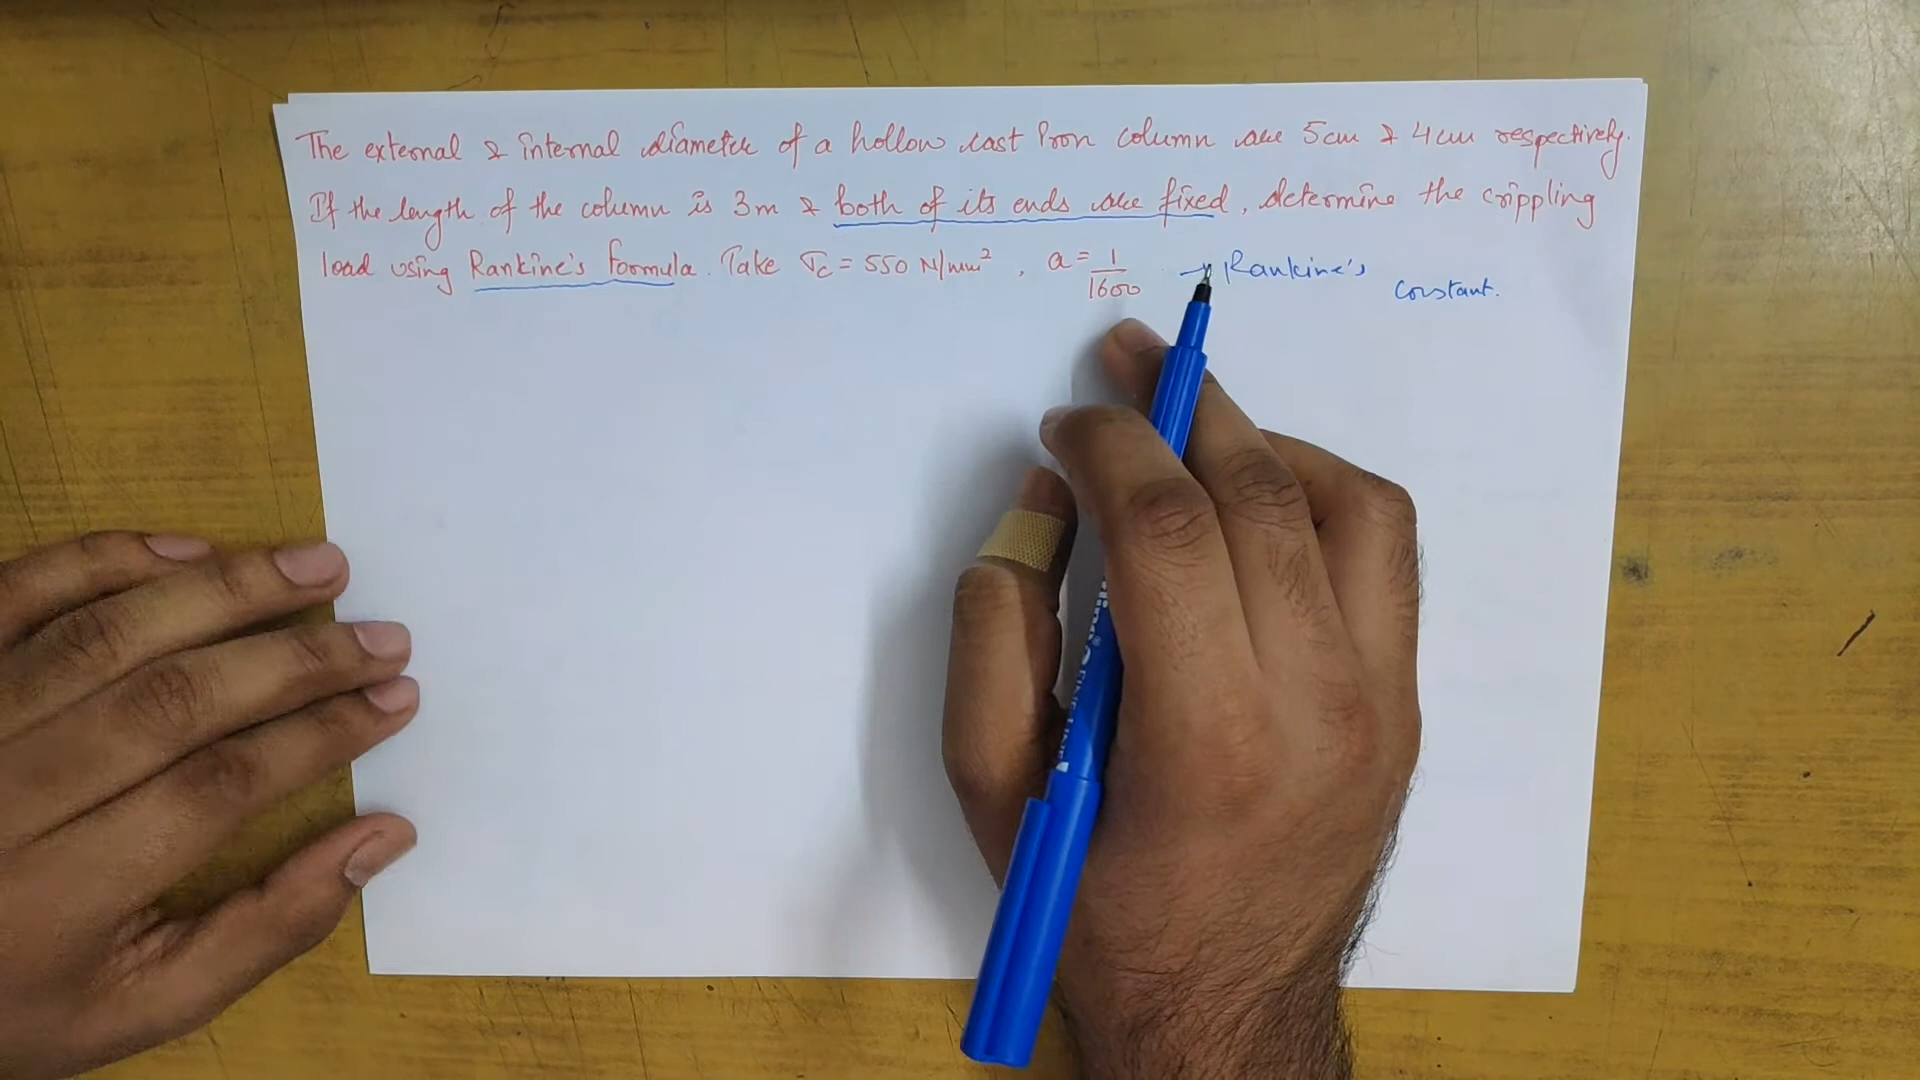 The external & internal diameter of a hollow cast iron column are 5cm & 4cm respectively.
If the length of the column is 3m & both of its ends are fixed, determine the crippling
load using Rankine's formula. Take σc = 550 N/mm², a = 1/1600 → Rankine's
constant.